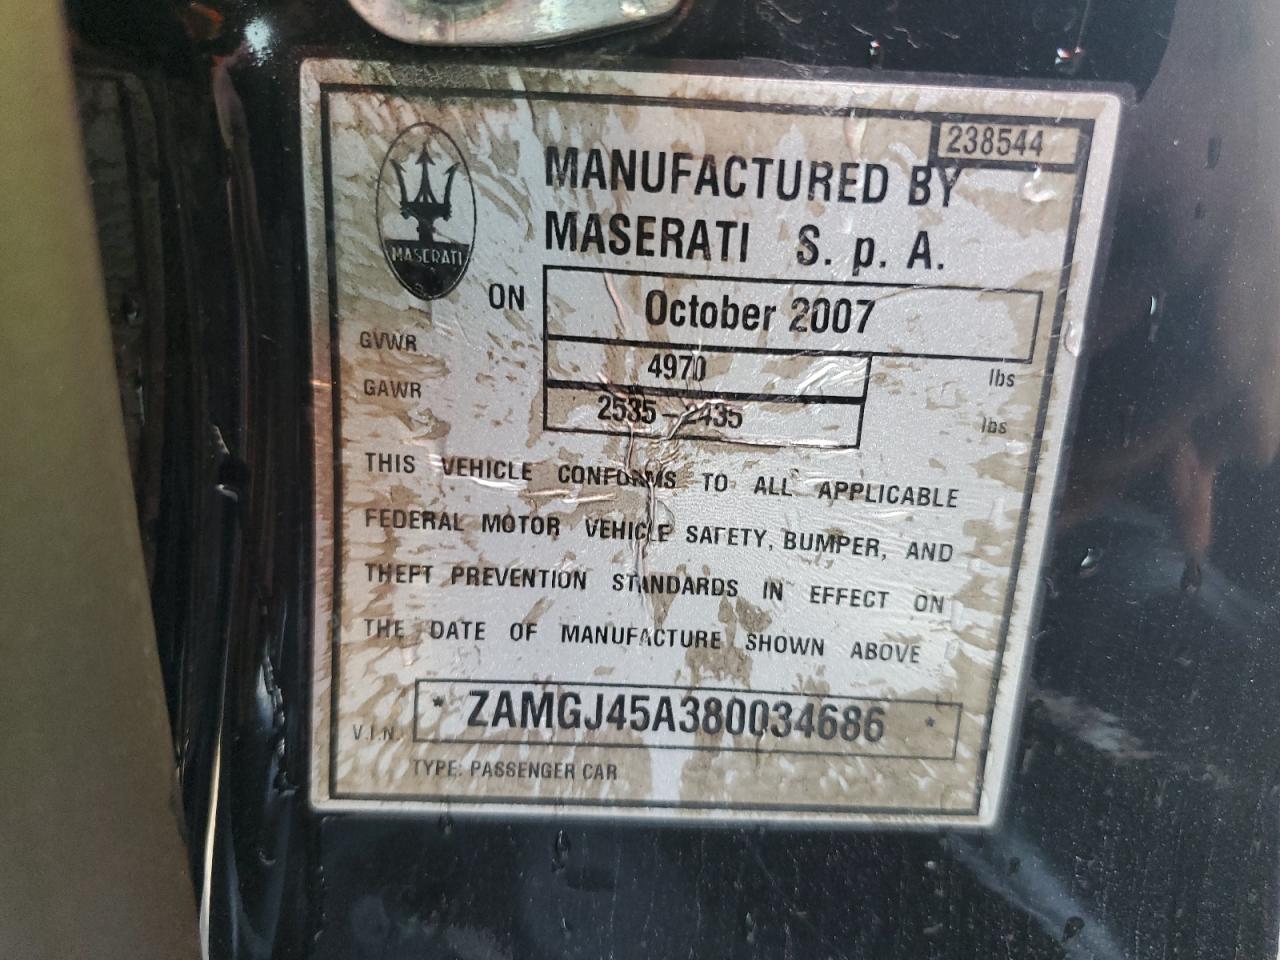 238544
MANUFACTURED BY
MASERATI S. p. A.
MASERATI
ON October 2007
GVWR 4970 lbs
GAWR 2535 - 2435 lbs
THIS VEHICLE CONFORMS TO ALL APPLICABLE
FEDERAL MOTOR VEHICLE SAFETY, BUMPER, AND
THEFT PREVENTION STANDARDS IN EFFECT ON
THE DATE OF MANUFACTURE SHOWN ABOVE
V.I.N. * ZAMGJ45A380034686 *
TYPE: PASSENGER CAR